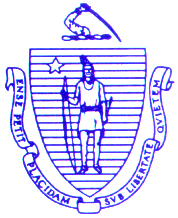 ENSE PETIT
PLACIDAM
SVB LIBERTATE
QVIETEM